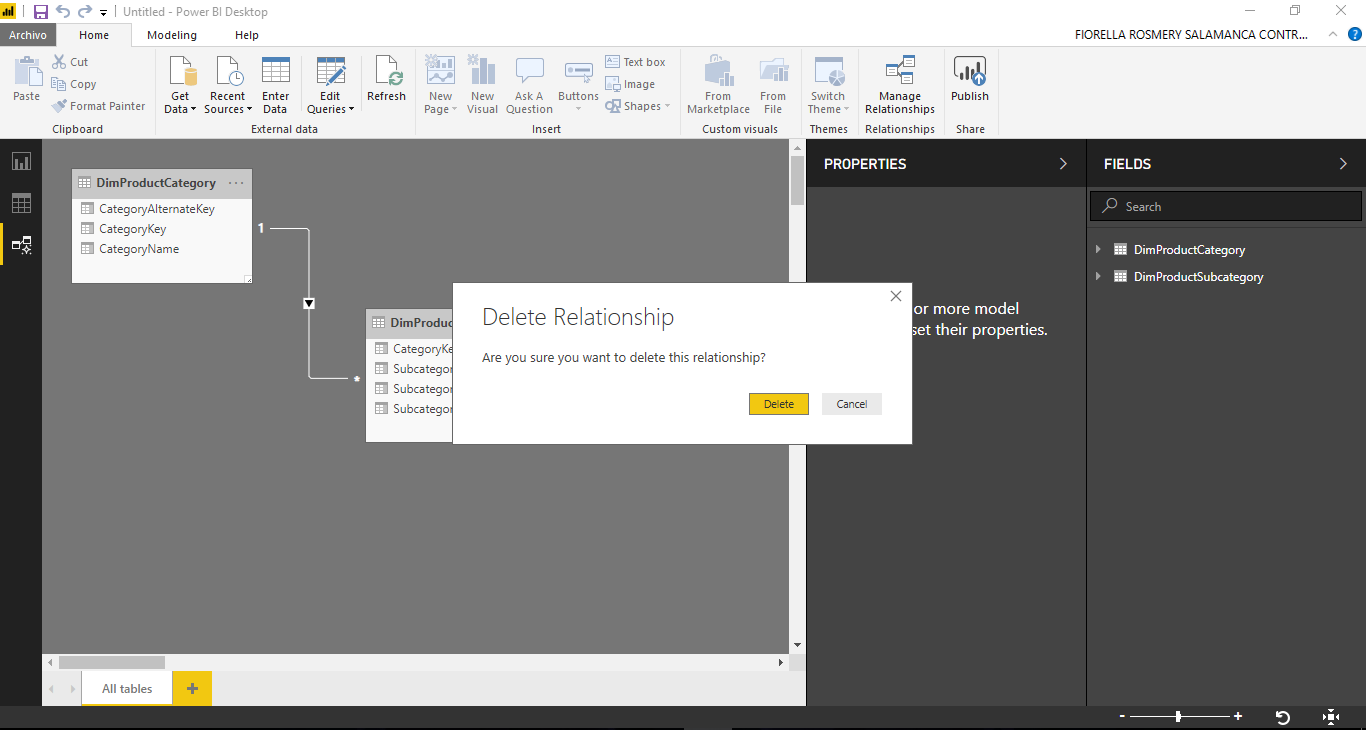 Untitled - Power BI Desktop
Archivo Home Modeling Help FIORELLA ROSMERY SALAMANCA CONTR... ?
Paste Cut Copy Format Painter
Get Data Recent Sources Enter Data Edit Queries Refresh
New Page New Visual Ask A Question Buttons Text box Image Shapes
From Marketplace From File Switch Theme Manage Relationships Publish
Clipboard External data Insert Custom visuals Themes Relationships Share
PROPERTIES FIELDS
Search
DimProductCategory ...
CategoryAlternateKey
CategoryKey
CategoryName
1
*
DimProduc
CategoryKe
Subcategor
Subcategor
Subcategor
Delete Relationship
Are you sure you want to delete this relationship?
Delete Cancel
or more model
set their properties.
DimProductCategory
DimProductSubcategory
All tables +
- +